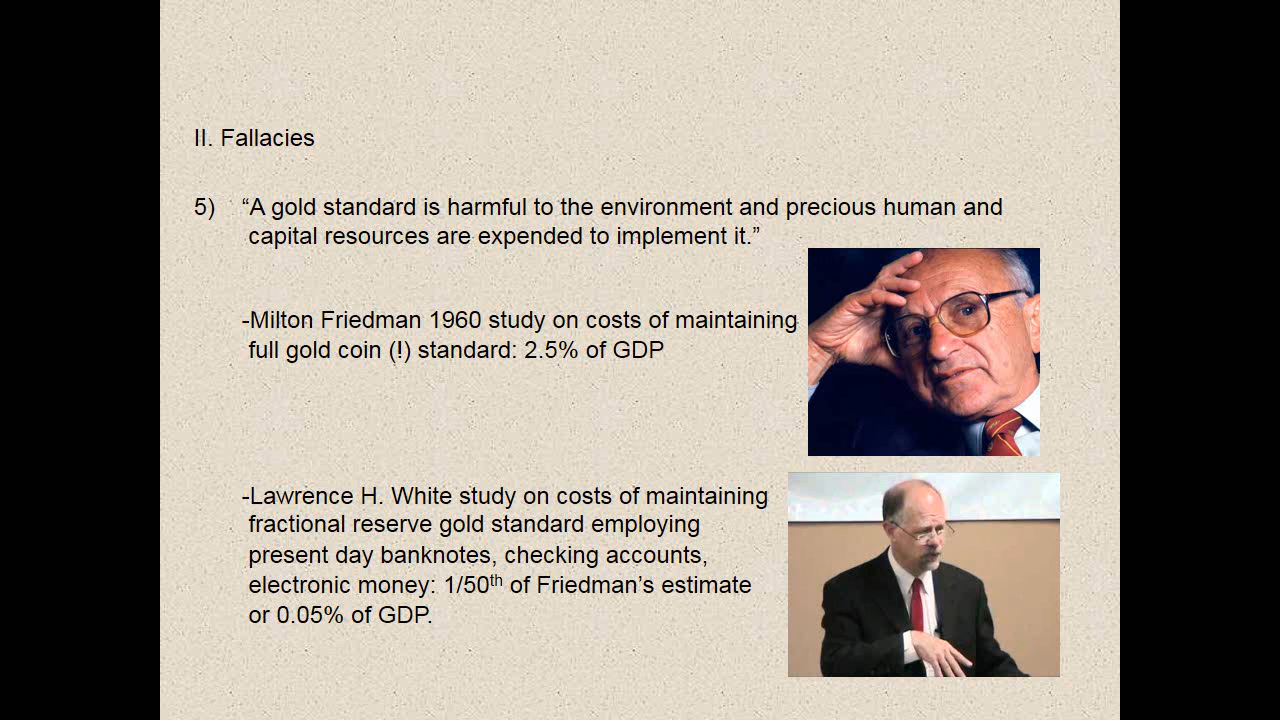 II. Fallacies
5) “A gold standard is harmful to the environment and precious human and
capital resources are expended to implement it.”
-Milton Friedman 1960 study on costs of maintaining
full gold coin (!) standard: 2.5% of GDP
-Lawrence H. White study on costs of maintaining
fractional reserve gold standard employing
present day banknotes, checking accounts,
electronic money: 1/50th of Friedman’s estimate
or 0.05% of GDP.